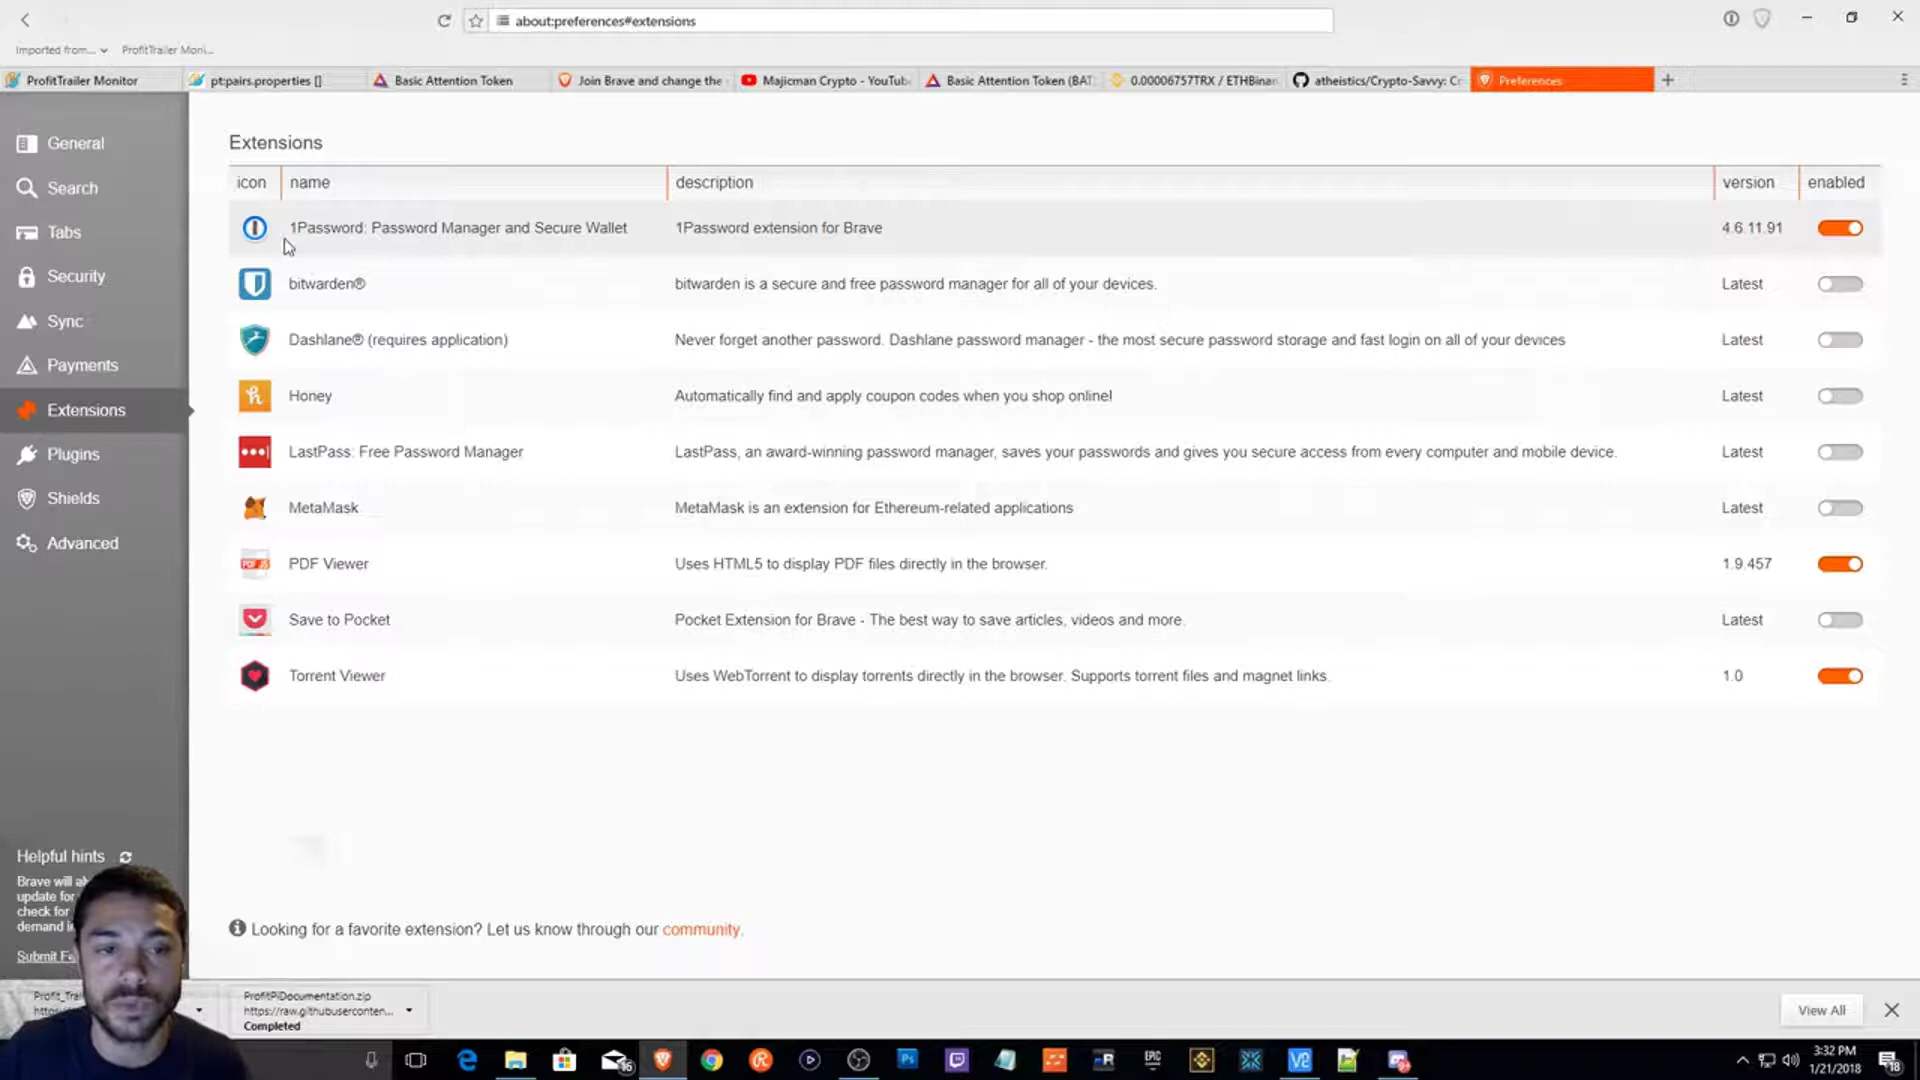 about:preferences#extensions
Imported from...
ProfitTrailer Moni...
ProfitTrailer Monitor
pt:pairs.properties []
Basic Attention Token
Join Brave and change the
Majicman Crypto - YouTub
Basic Attention Token (BAT
0.00006757TRX / ETHBinan
atheistics/Crypto-Savvy: Cr
Preferences
General
Search
Tabs
Security
Sync
Payments
Extensions
Plugins
Shields
Advanced
Extensions
icon name description version enabled
1Password: Password Manager and Secure Wallet 1Password extension for Brave 4.6.11.91
bitwarden® bitwarden is a secure and free password manager for all of your devices. Latest
Dashlane® (requires application) Never forget another password. Dashlane password manager - the most secure password storage and fast login on all of your devices Latest
Honey Automatically find and apply coupon codes when you shop online! Latest
LastPass: Free Password Manager LastPass, an award-winning password manager, saves your passwords and gives you secure access from every computer and mobile device. Latest
MetaMask MetaMask is an extension for Ethereum-related applications Latest
PDF Viewer Uses HTML5 to display PDF files directly in the browser. 1.9.457
Save to Pocket Pocket Extension for Brave - The best way to save articles, videos and more. Latest
Torrent Viewer Uses WebTorrent to display torrents directly in the browser. Supports torrent files and magnet links. 1.0
Helpful hints
Brave will
update for
check for
demand
Submit
Looking for a favorite extension? Let us know through our community.
Profit_Trai
ProfitPiDocumentation.zip
https://raw.githubuserconten...
Completed
View All
3:32 PM
1/21/2018